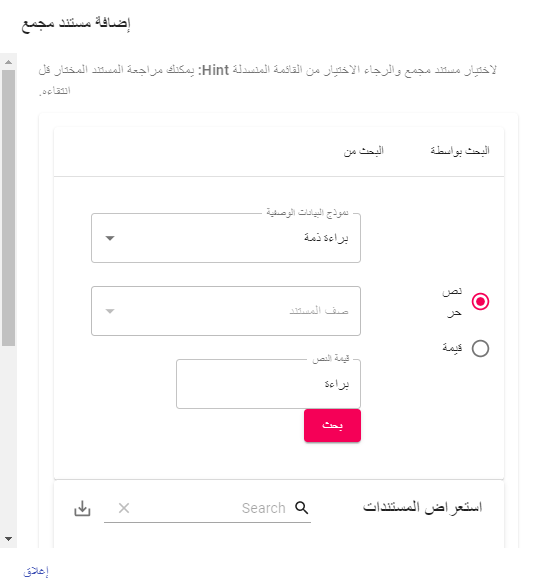 إضافة مستند مجمع
لاختيار مستند مجمع والرجاء الاختيار من القائمة المنسدلة Hint: يمكنك مراجعة المستند المختار قل
انتقاءه.
البحث بواسطة
البحث من
نموذج البيانات الوصفية
براءة ذمة
نص
حر
صف المستند
قيمة
قيمة النص
براءة
بحث
استعراض المستندات
Search
إغلاق